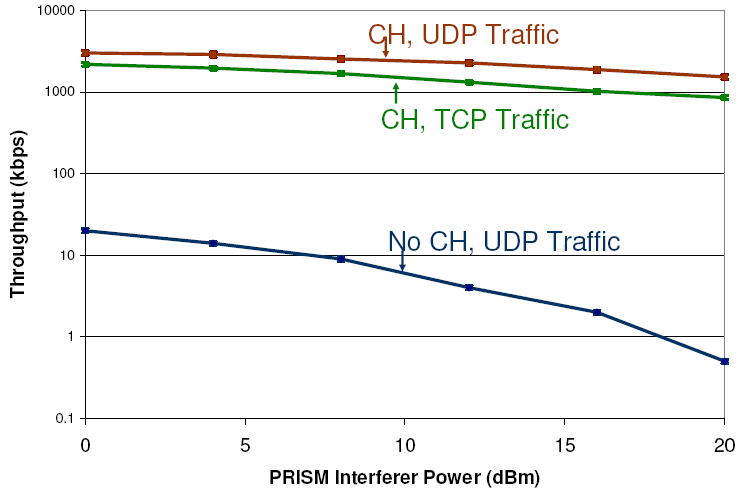 10000
CH, UDP Traffic
1000
CH, TCP Traffic
100
No CH, UDP Traffic
10
1
0.1
Throughput (kbps)
0 5 10 15 20
PRISM Interferer Power (dBm)